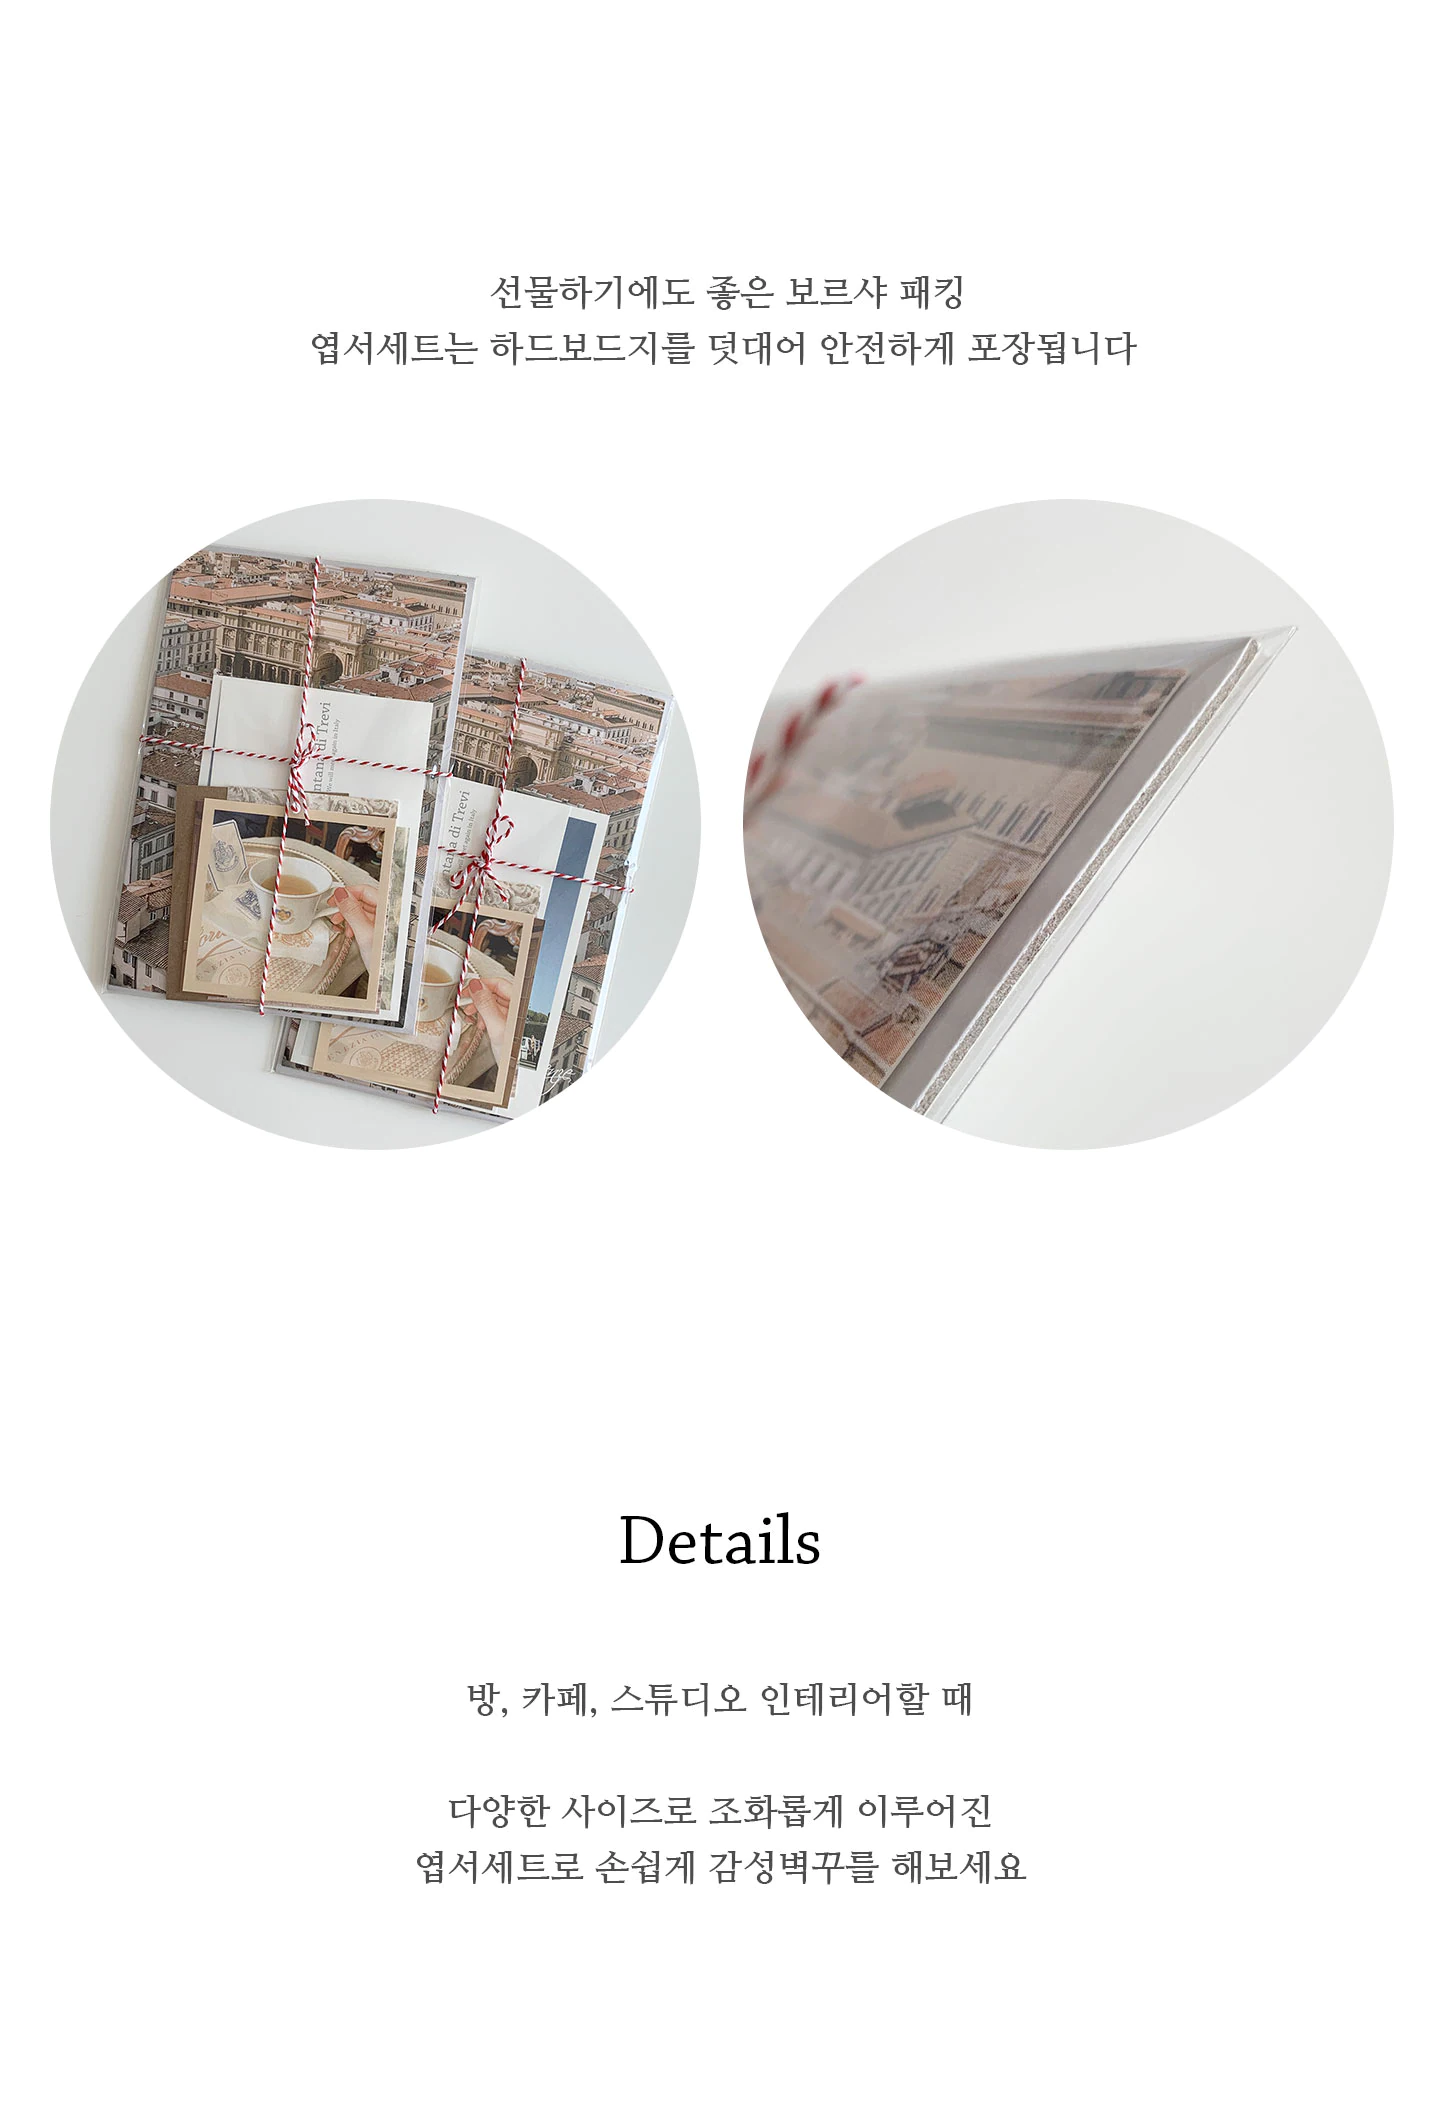 선물하기에도 좋은 보르샤 패킹
엽서세트는 하드보드지를 덧대어 안전하게 포장됩니다
di Trevi
di Trevi
Details
방, 카페, 스튜디오 인테리어할 때
다양한 사이즈로 조화롭게 이루어진
엽서세트로 손쉽게 감성벽꾸를 해보세요